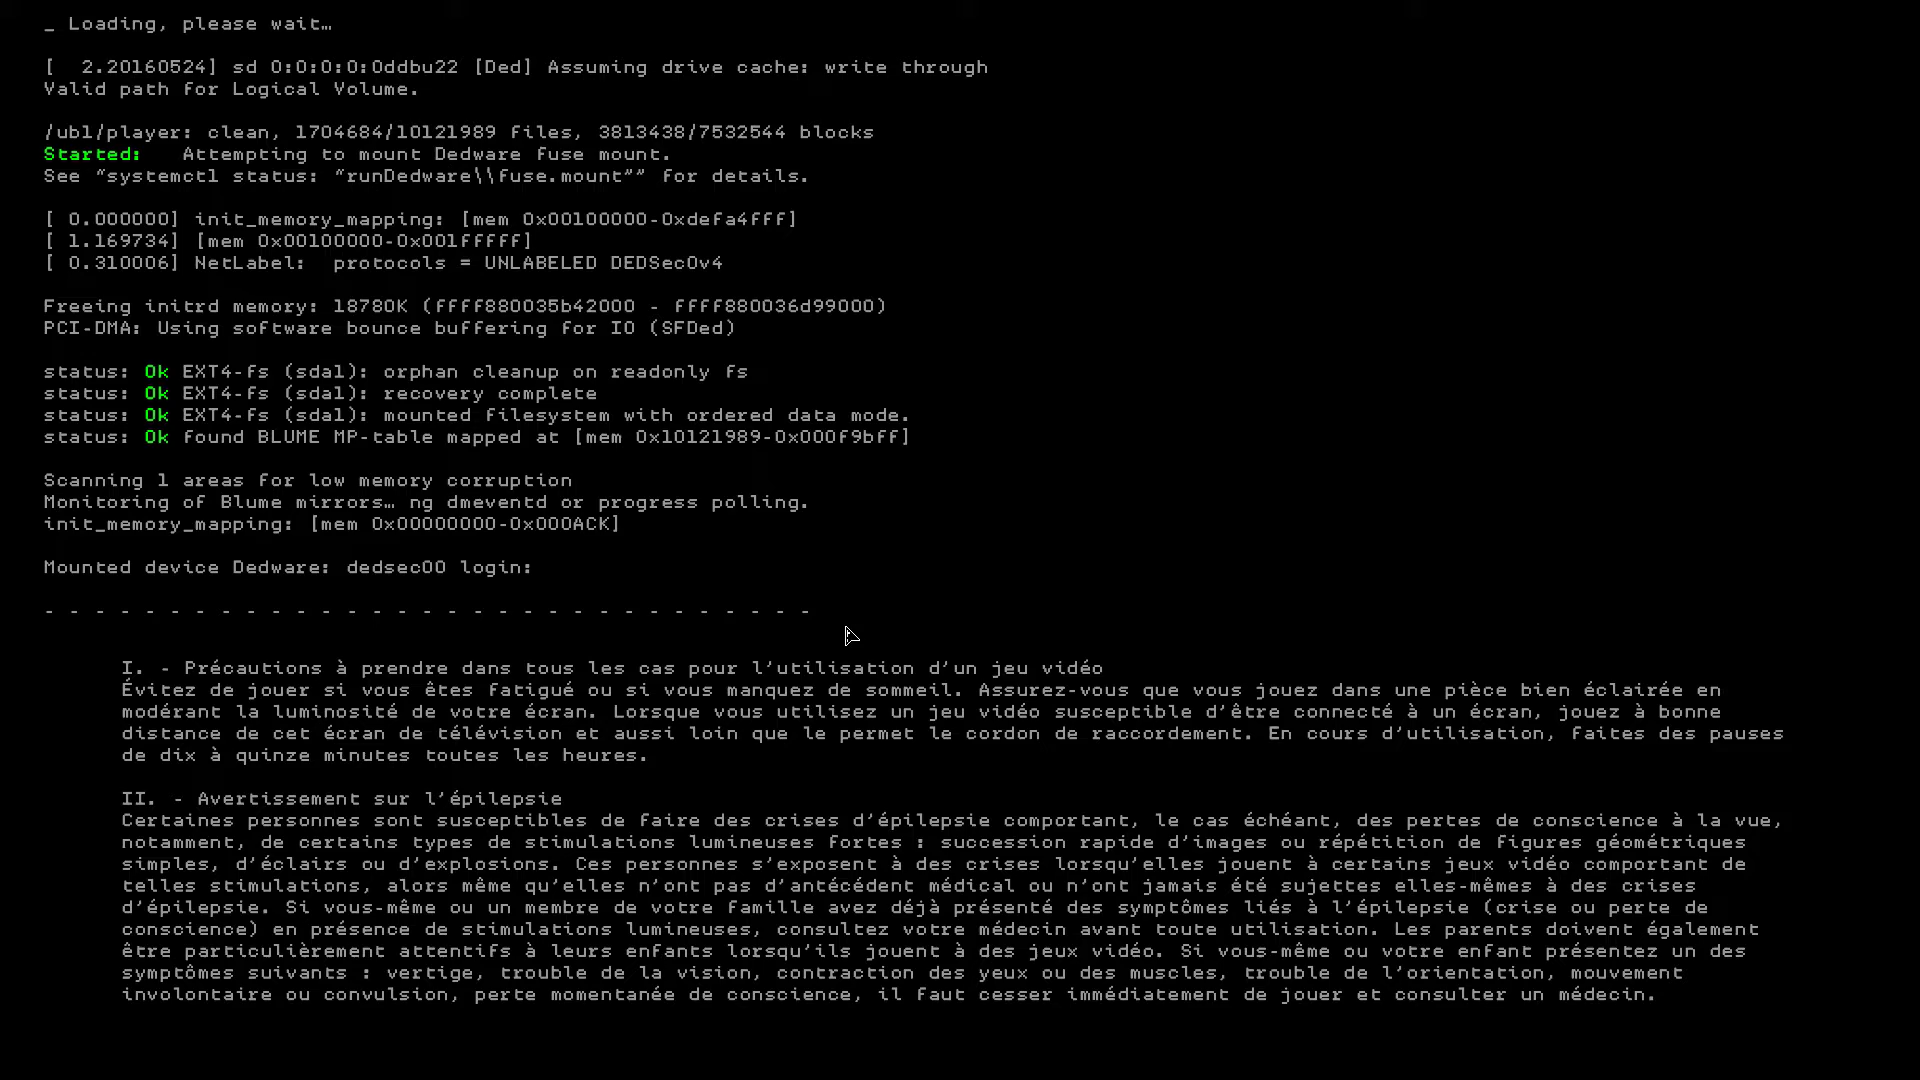 _ Loading, please wait…
[  2.20160524] sd 0:0:0:0:0ddbu22 [Ded] Assuming drive cache: write through
Valid path for Logical Volume.
/ubl/player: clean, 1704684/10121989 files, 3813438/7532544 blocks
Started:   Attempting to mount Dedware fuse mount.
See “systemctl status: “runDedware\\fuse.mount”” for details.
[ 0.000000] init_memory_mapping: [mem 0x00100000-0xdefa4fff]
[ 1.169734] [mem 0x00100000-0x001fffff]
[ 0.310006] NetLabel:  protocols = UNLABELED DEDSecOv4
Freeing initrd memory: 18780K (ffff880035b42000 - ffff880036d99000)
PCI-DMA: Using software bounce buffering for IO (SFDed)
status: Ok EXT4-fs (sda1): orphan cleanup on readonly fs
status: Ok EXT4-fs (sda1): recovery complete
status: Ok EXT4-fs (sda1): mounted filesystem with ordered data mode.
status: Ok found BLUME MP-table mapped at [mem 0x10121989-0x000f9bff]
Scanning 1 areas for low memory corruption
Monitoring of Blume mirrors… ng dmeventd or progress polling.
init_memory_mapping: [mem 0x00000000-0x000ACK]
Mounted device Dedware: dedsec00 login:
- - - - - - - - - - - - - - - - - - - - - - - - - - - - - - -
I. - Précautions à prendre dans tous les cas pour l’utilisation d’un jeu vidéo
Évitez de jouer si vous êtes fatigué ou si vous manquez de sommeil. Assurez-vous que vous jouez dans une pièce bien éclairée en
modérant la luminosité de votre écran. Lorsque vous utilisez un jeu vidéo susceptible d’être connecté à un écran, jouez à bonne
distance de cet écran de télévision et aussi loin que le permet le cordon de raccordement. En cours d’utilisation, faites des pauses
de dix à quinze minutes toutes les heures.
II. - Avertissement sur l’épilepsie
Certaines personnes sont susceptibles de faire des crises d’épilepsie comportant, le cas échéant, des pertes de conscience à la vue,
notamment, de certains types de stimulations lumineuses fortes : succession rapide d’images ou répétition de figures géométriques
simples, d’éclairs ou d’explosions. Ces personnes s’exposent à des crises lorsqu’elles jouent à certains jeux vidéo comportant de
telles stimulations, alors même qu’elles n’ont pas d’antécédent médical ou n’ont jamais été sujettes elles-mêmes à des crises
d’épilepsie. Si vous-même ou un membre de votre famille avez déjà présenté des symptômes liés à l’épilepsie (crise ou perte de
conscience) en présence de stimulations lumineuses, consultez votre médecin avant toute utilisation. Les parents doivent également
être particulièrement attentifs à leurs enfants lorsqu’ils jouent à des jeux vidéo. Si vous-même ou votre enfant présentez un des
symptômes suivants : vertige, trouble de la vision, contraction des yeux ou des muscles, trouble de l’orientation, mouvement
involontaire ou convulsion, perte momentanée de conscience, il faut cesser immédiatement de jouer et consulter un médecin.